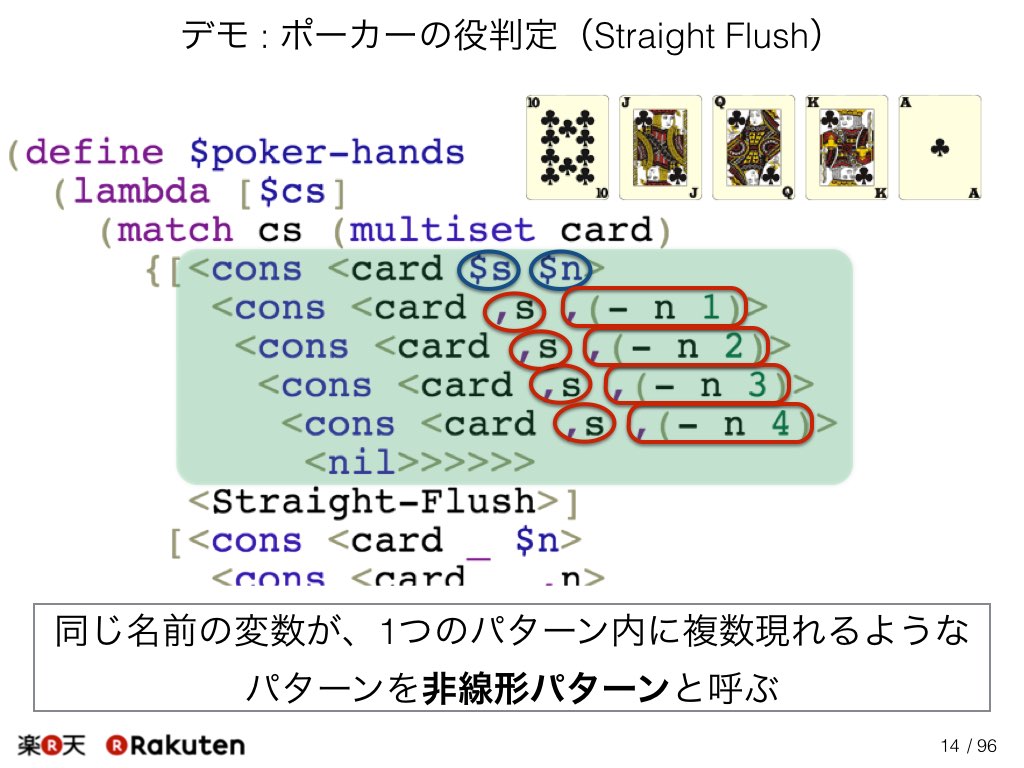 デモ : ポーカーの役判定（Straight Flush）
10 J Q K A
10 J Q K A
(define $poker-hands
(lambda [$cs]
(match cs (multiset card)
{[<cons <card $s $n>
<cons <card ,s ,(- n 1)>
<cons <card ,s ,(- n 2)>
<cons <card ,s ,(- n 3)>
<cons <card ,s ,(- n 4)>
<nil>>>>>>
<Straight-Flush>]
[<cons <card _ $n>
<cons <card _ ,n>
同じ名前の変数が、1つのパターン内に複数現れるような
パターンを非線形パターンと呼ぶ
楽R天 R Rakuten
14 / 96